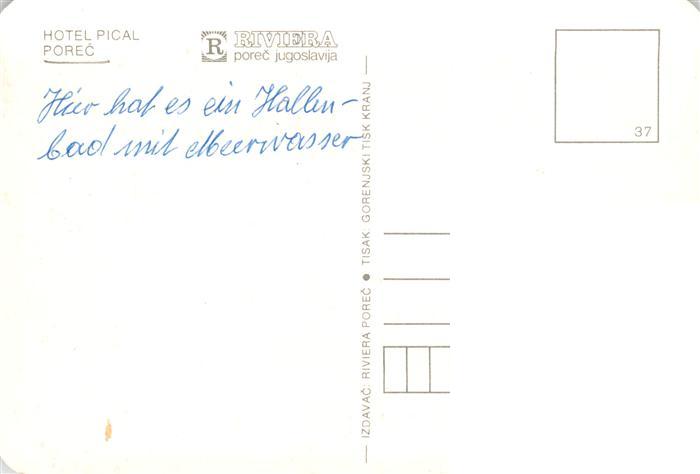 HOTEL PICAL
POREČ
R RIVIERA
poreč jugoslavija
Hier hat es ein Hallen-
bad mit Meerwasser
IZDAVAČ: RIVIERA POREČ ● TISAK: GORENJSKI TISK KRANJ
37